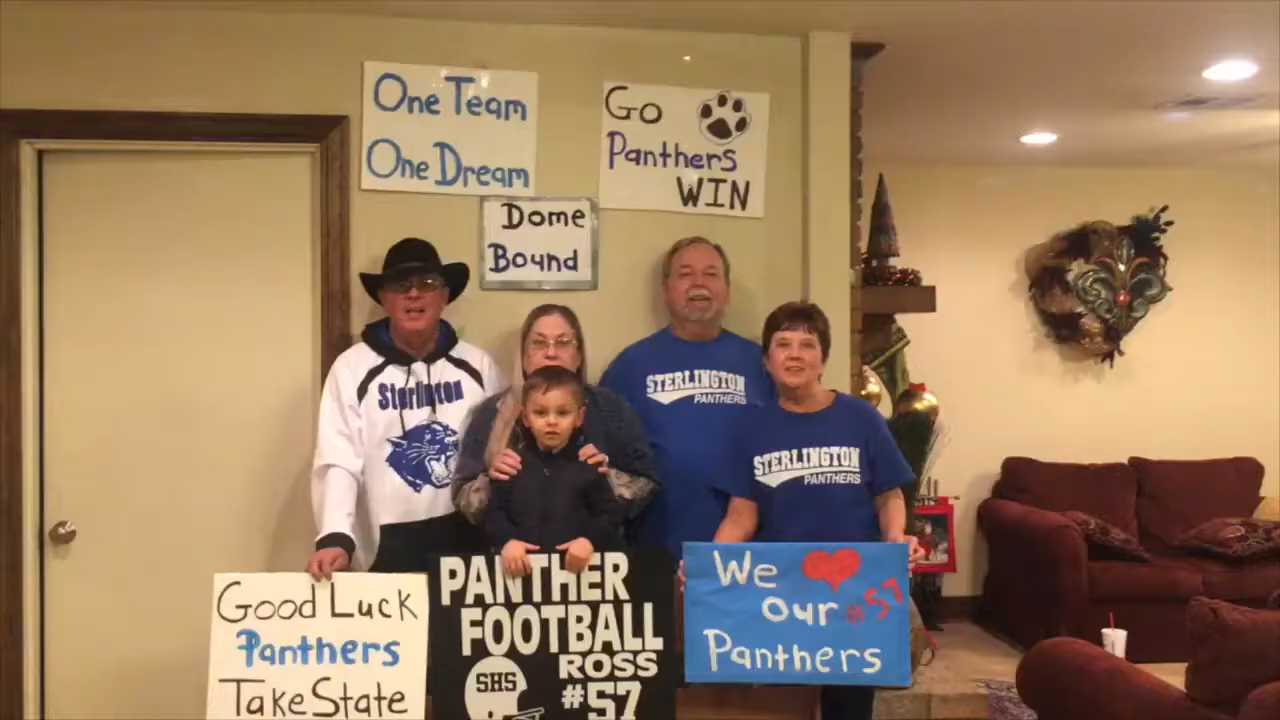 One Team
One Dream
Go
Panthers
WIN
Dome
Bound
Sterlington
STERLINGTON
PANTHERS
STERLINGTON
PANTHERS
Good Luck
Panthers
Take State
PANTHER
FOOTBALL
ROSS
#57
SHS
We
Our #57
Panthers